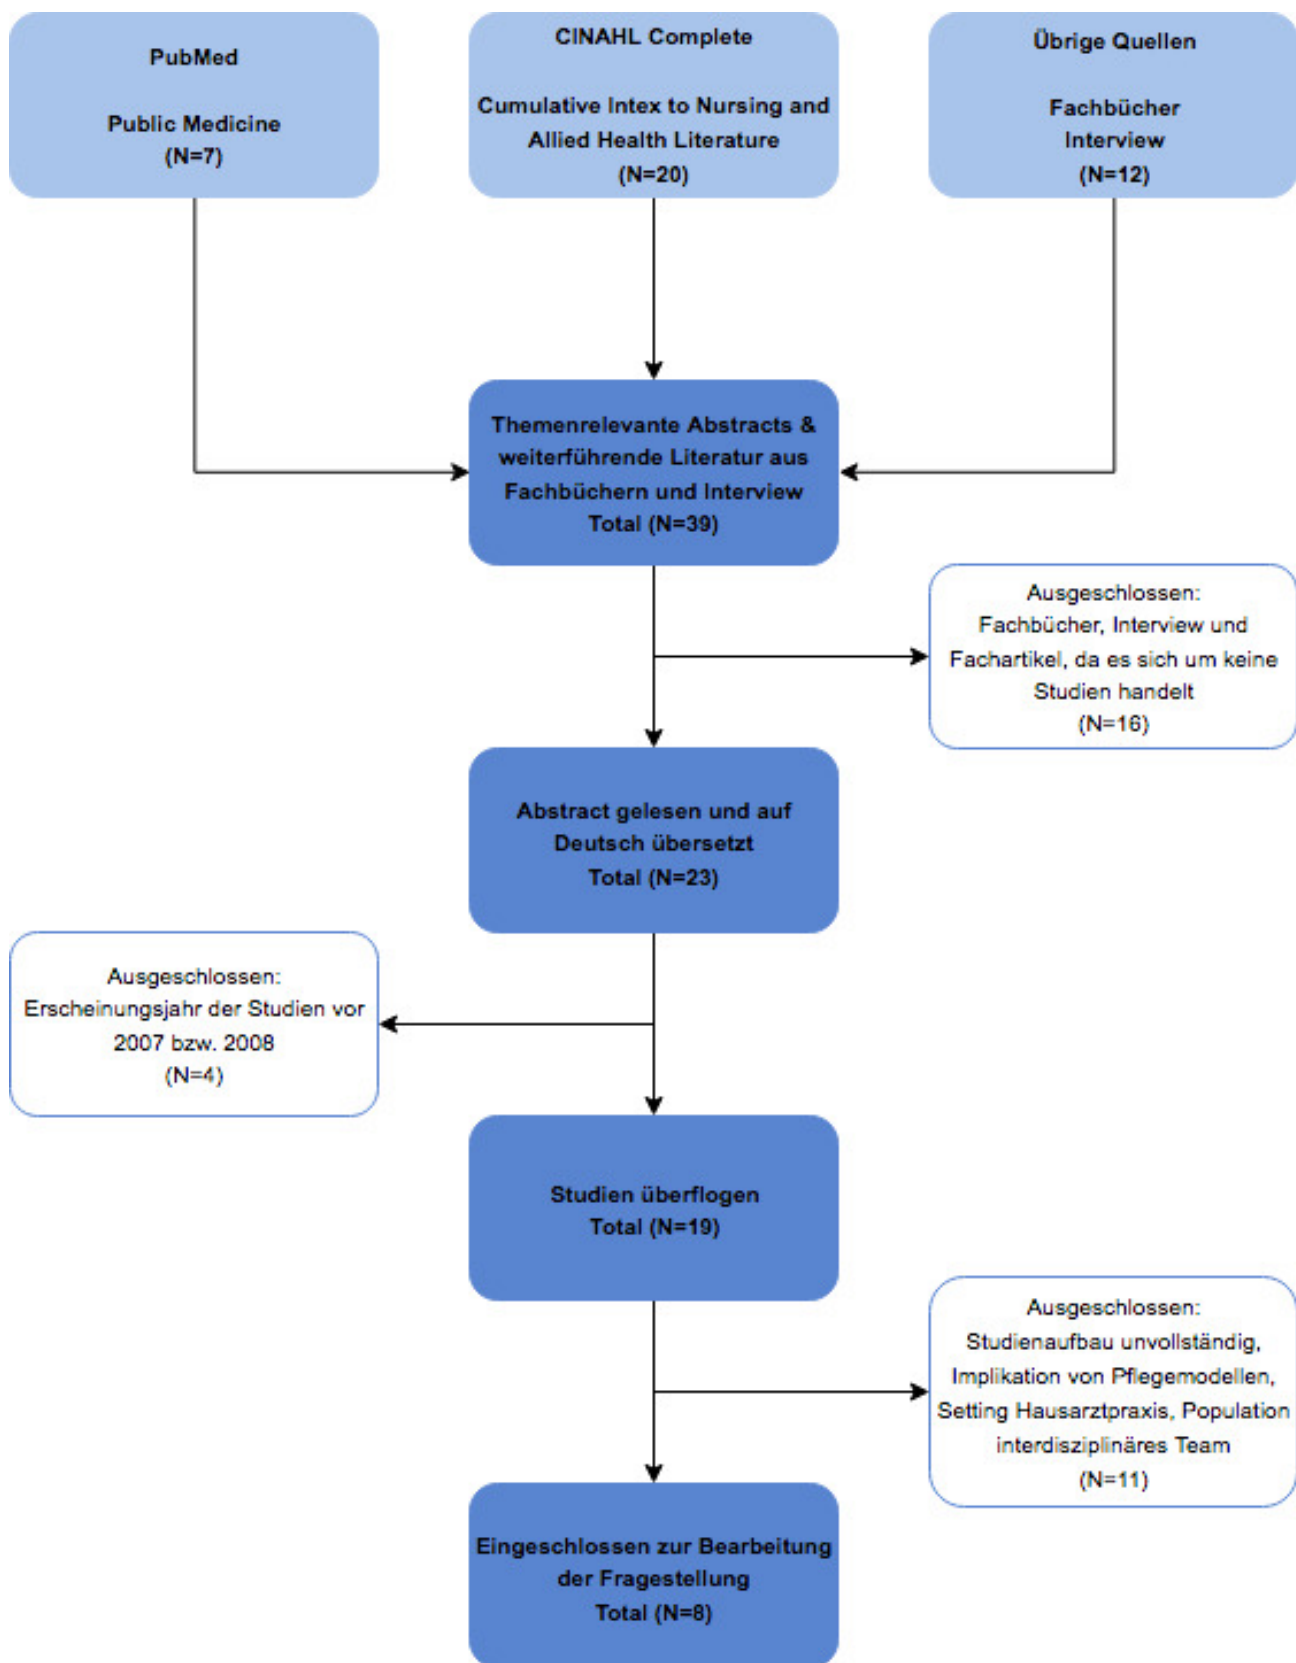 PubMed
Public Medicine
(N=7)
CINAHL Complete
Cumulative Intex to Nursing and
Allied Health Literature
(N=20)
Übrige Quellen
Fachbücher
Interview
(N=12)
Themenrelevante Abstracts &
weiterführende Literatur aus
Fachbüchern und Interview
Total (N=39)
Ausgeschlossen:
Fachbücher, Interview und
Fachartikel, da es sich um keine
Studien handelt
(N=16)
Abstract gelesen und auf
Deutsch übersetzt
Total (N=23)
Ausgeschlossen:
Erscheinungsjahr der Studien vor
2007 bzw. 2008
(N=4)
Studien überflogen
Total (N=19)
Ausgeschlossen:
Studienaufbau unvollständig,
Implikation von Pflegemodellen,
Setting Hausarztpraxis, Population
interdisziplinäres Team
(N=11)
Eingeschlossen zur Bearbeitung
der Fragestellung
Total (N=8)